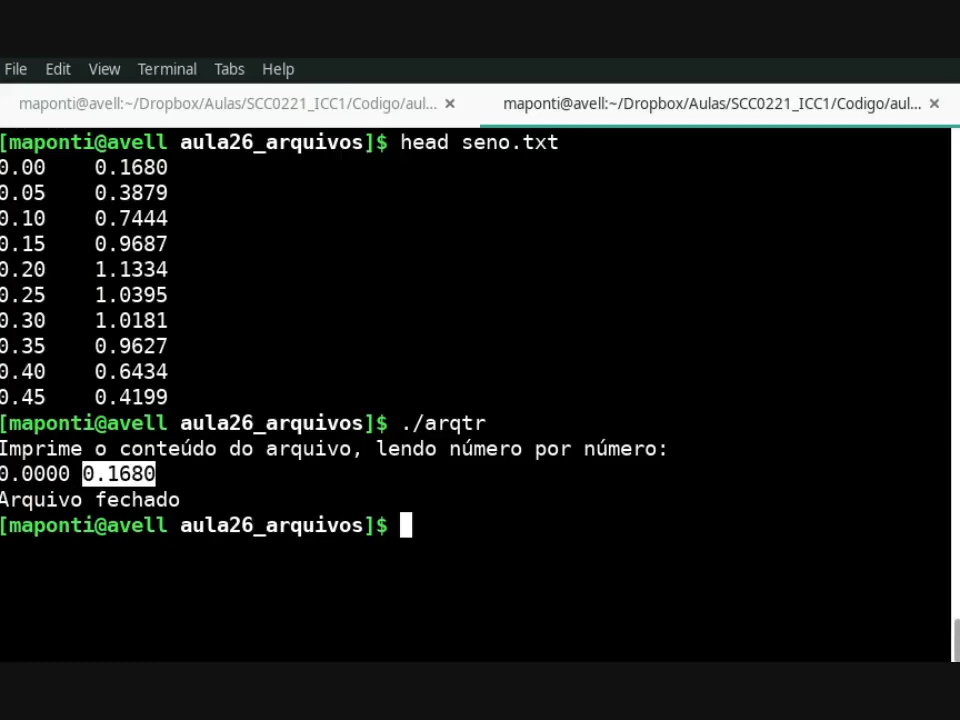 File Edit View Terminal Tabs Help
maponti@avell:~/Dropbox/Aulas/SCC0221_ICC1/Codigo/aul... × maponti@avell:~/Dropbox/Aulas/SCC0221_ICC1/Codigo/aul... ×
[maponti@avell aula26_arquivos]$ head seno.txt
0.00 0.1680
0.05 0.3879
0.10 0.7444
0.15 0.9687
0.20 1.1334
0.25 1.0395
0.30 1.0181
0.35 0.9627
0.40 0.6434
0.45 0.4199
[maponti@avell aula26_arquivos]$ ./arqtr
Imprime o conteúdo do arquivo, lendo número por número:
0.0000 0.1680
Arquivo fechado
[maponti@avell aula26_arquivos]$